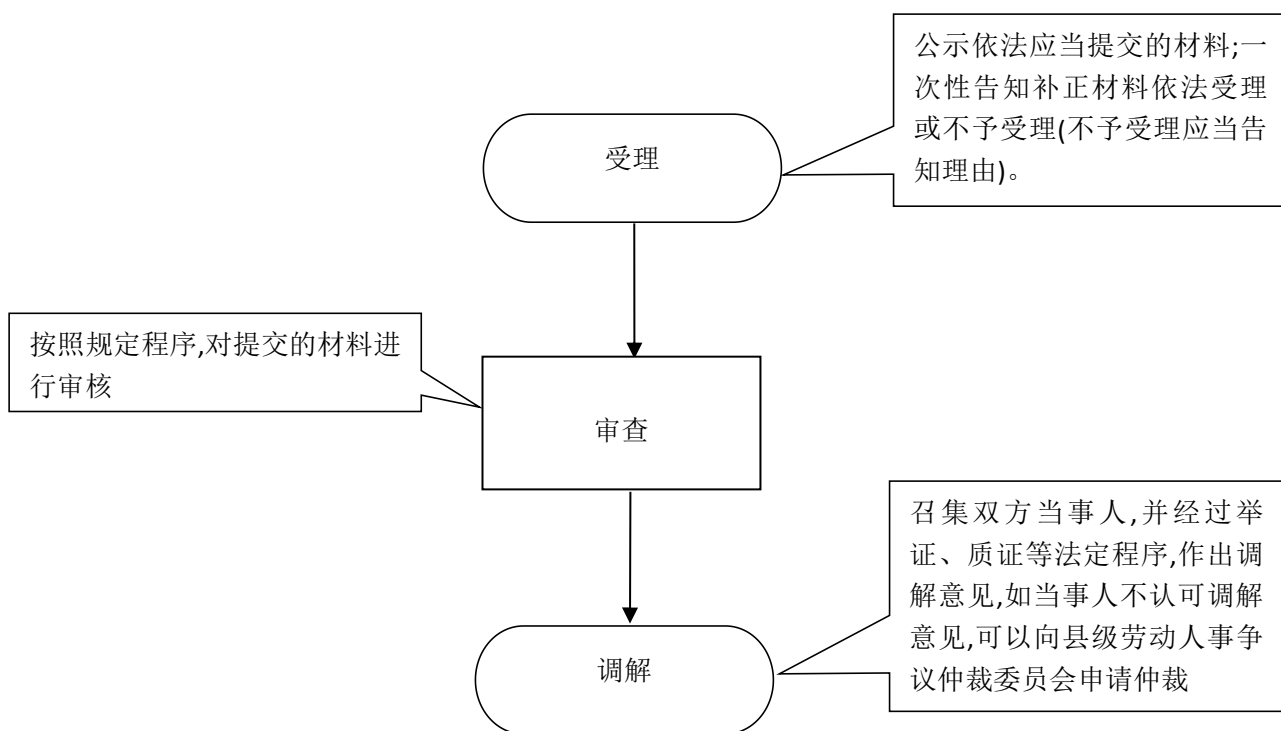 公示依法应当提交的材料;一
次性告知补正材料依法受理
或不予受理(不予受理应当告
知理由)。
受理
按照规定程序,对提交的材料进
行审核
审查
召集双方当事人,并经过举
证、质证等法定程序,作出调
解意见,如当事人不认可调解
意见,可以向县级劳动人事争
议仲裁委员会申请仲裁
调解